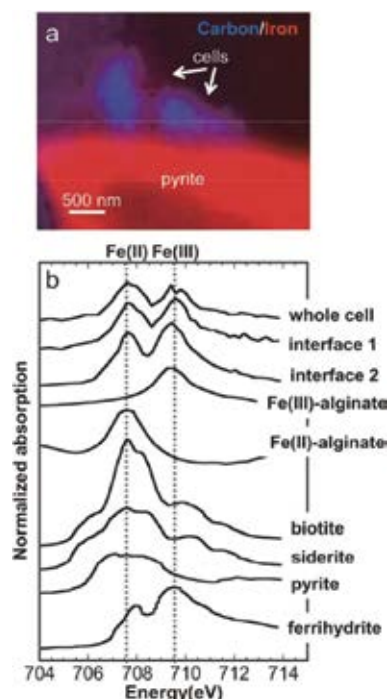 a
Carbon/Iron
cells
pyrite
500 nm
Fe(II) Fe(III)
b
whole cell
interface 1
interface 2
Fe(III)-alginate
Fe(II)-alginate
biotite
siderite
pyrite
ferrihydrite
Normalized absorption
704 706 708 710 712 714
Energy(eV)